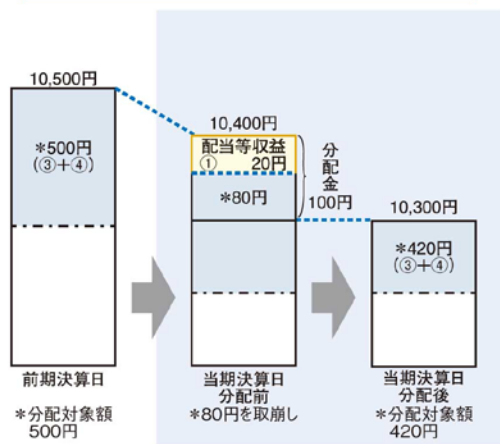 10,500円
*500円
(③+④)
前期決算日
*分配対象額
500円
10,400円
配当等収益
① 20円
*80円
分配金
100円
当期決算日
分配前
*80円を取崩し
10,300円
*420円
(③+④)
当期決算日
分配後
*分配対象額
420円